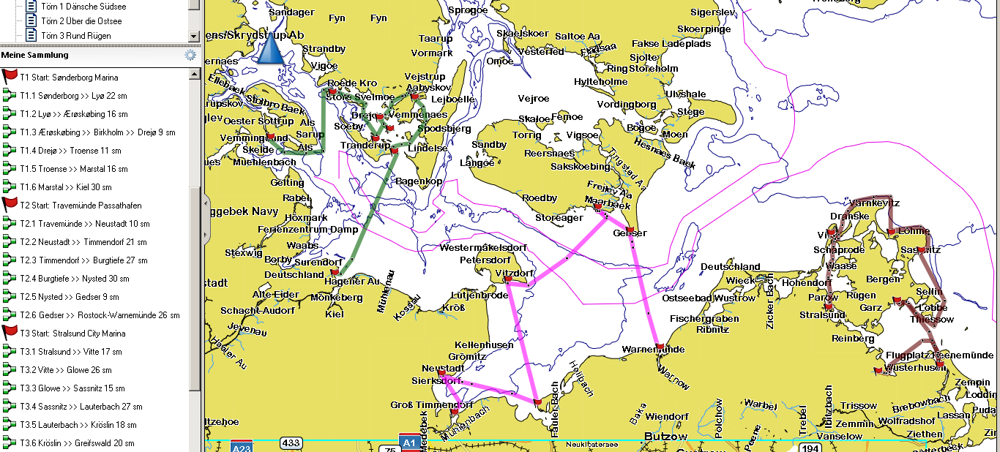 Törn 1 Dänsche Südsee
Törn 2 Über die Ostsee
Törn 3 Rund Rügen
Meine Sammlung
T1 Start: Sønderborg Marina
T1.1 Sønderborg >> Lyø 22 sm
T1.2 Lyø >> Ærøskøbing 16 sm
T1.3 Ærøskøbing >> Birkholm >> Drejø 9 sm
T1.4 Drejø >> Troense 11 sm
T1.5 Troense >> Marstal 16 sm
T1.6 Marstal >> Kiel 30 sm
T2 Start: Travemünde Passathafen
T2.1 Travemünde >> Neustadt 10 sm
T2.2 Neustadt >> Timmendorf 21 sm
T2.3 Timmendorf >> Burgtiefe 27 sm
T2.4 Burgtiefe >> Nysted 30 sm
T2.5 Nysted >> Gedser 9 sm
T2.6 Gedser >> Rostock-Warnemünde 26 sm
T3 Start: Stralsund City Marina
T3.1 Stralsund >> Vitte 17 sm
T3.2 Vitte >> Glowe 26 sm
T3.3 Glowe >> Sassnitz 15 sm
T3.4 Sassnitz >> Lauterbach 27 sm
T3.5 Lauterbach >> Kröslin 18 sm
T3.6 Kröslin >> Greifswald 20 sm
Sandager
Fyn
Fyn
Sprogoe
Sigerslev
Skoerpinge
ens/Skrydstrup Ab
Taarup
Skaelskoer
Saltoe Aa
Fladsaa
Fakse Ladeplads
Strandby
Vormark
Vesterfed
Omoe
Sjolte
Vigoe
Ring
Storeholm
Ellebaek
Roede Kro
Vejstrup
Aabyskov
Hylteholm
Stolbro Baek
Store Svelmoe
Lejboelle
Vejroe
Ulvshale
Vordingborg
Stege
Oester Sottrup
Als
Drejoe
Vemmenaes
Skaloe
Femoe
Bogoe
Moen
Sarup
Soeby
Spodsbjerg
Torrig
Vigsoe
Skelde
Als
Tranderup
Lindelse
Sandby
Reersnaes
Hesnaes Baek
Muehlenbach
Langoe
Sakskoebing
Tingsted Aa
Gelting
Bagenkop
Frejlev Aa
Rabel
Roedby
Maarbaek
Varnkevitz
ggebek Navy
Höxmark
Storeager
Dranske
Ferienzentrum Damp
Gedser
Lohme
Waabs
Westermäkelsdorf
Schaprode
Sassnitz
Stexwig
Borby
Surendorf
Petersdorf
Waase
Deutschland
Vitzdorf
Deutschland
Bergen
stadt
Hagener Au
Wieck
Hohendorf
Alte-Eider
Mönkeberg
Mühlenau
Kossau
Lütjenbrode
Ostseebad Wustrow
Zicker Bach
Parow
Rügen
Sellin
Schacht-Audorf
Kiel
Kröß
Fischergraben
Stralsund
Garz
Lobbe
Thiessow
Jevenau
Ribnitz
Reinberg
Haaler Au
Kellenhusen
Warnemünde
Flugplatz Peenemünde
Grömitz
Neustadt
Hellbach
Warnow
Wusterhusen
Sierksdorf
Zempin
Groß Timmendorf
Fauler Bach
Beke
Polchow
Warbel
Trebel
Ibitzbach
Trissow
Brebowbach
Mühlenbach
Wiendorf
Zemmin
Wolfradshof
Lassan
ltzehoe
Medebek
Butzow
Peene
Vanselow
Ziethen
A23
433
A1
75
Neuklostersee
194